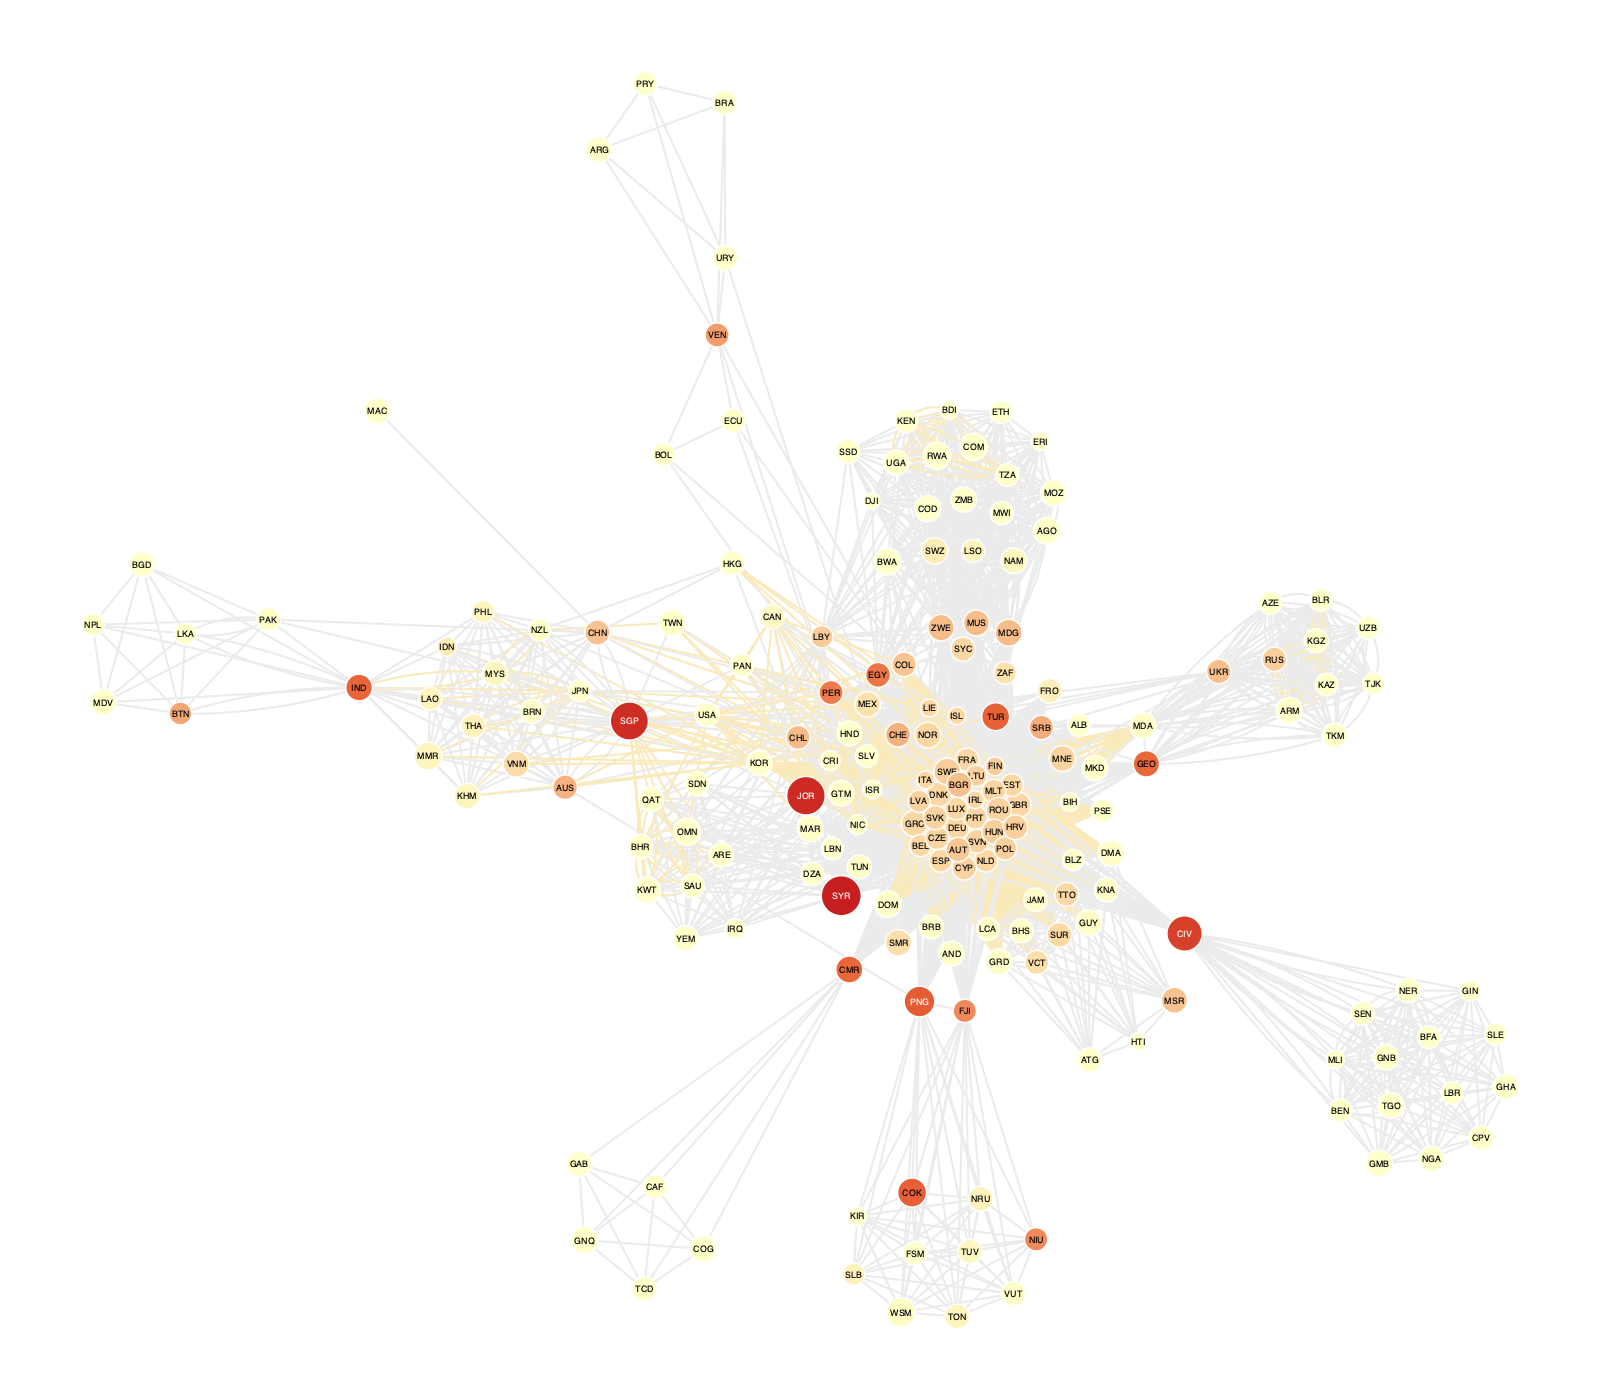 PRY
BRA
ARG
URY
VEN
MAC
ECU
BOL
KEN
BDI
ETH
ERI
SSD
UGA
RWA
COM
TZA
DJI
COD
ZMB
MWI
MOZ
AGO
BWA
SWZ
LSO
NAM
HKG
BGD
NPL
LKA
PAK
MDV
BTN
IND
PHL
NZL
CHN
TWN
CAN
LBY
ZWE
MUS
MDG
SYC
ZAF
AZE
BLR
UZB
KGZ
UKR
RUS
KAZ
TJK
ARM
TKM
IDN
MYS
LAO
JPN
BRN
THA
SGP
USA
PAN
PER
EGY
COL
MEX
LIE
ISL
FRO
TUR
SRB
ALB
MDA
MMR
VNM
KHM
AUS
CHL
HND
CHE
NOR
KOR
CRI
SLV
MNE
MKD
GEO
SDN
QAT
JOR
GTM
ISR
ITA
SWE
FRA
FIN
LTU
BGR
EST
DNK
MLT
IRL
LVA
LUX
ROU
GBR
BIH
PSE
OMN
BHR
ARE
MAR
NIC
LBN
GRC
SVK
PRT
DEU
HUN
HRV
CZE
SVN
BEL
AUT
POL
ESP
CYP
NLD
BLZ
DMA
KWT
SAU
DZA
TUN
SYR
DOM
JAM
TTO
KNA
YEM
IRQ
BRB
LCA
BHS
SUR
GUY
CIV
SMR
AND
GRD
VCT
CMR
PNG
FJI
MSR
HTI
ATG
NER
GIN
SEN
BFA
SLE
MLI
GNB
LBR
GHA
BEN
TGO
CPV
GMB
NGA
GAB
CAF
GNQ
COG
TCD
COK
NRU
KIR
NIU
FSM
TUV
SLB
VUT
WSM
TON